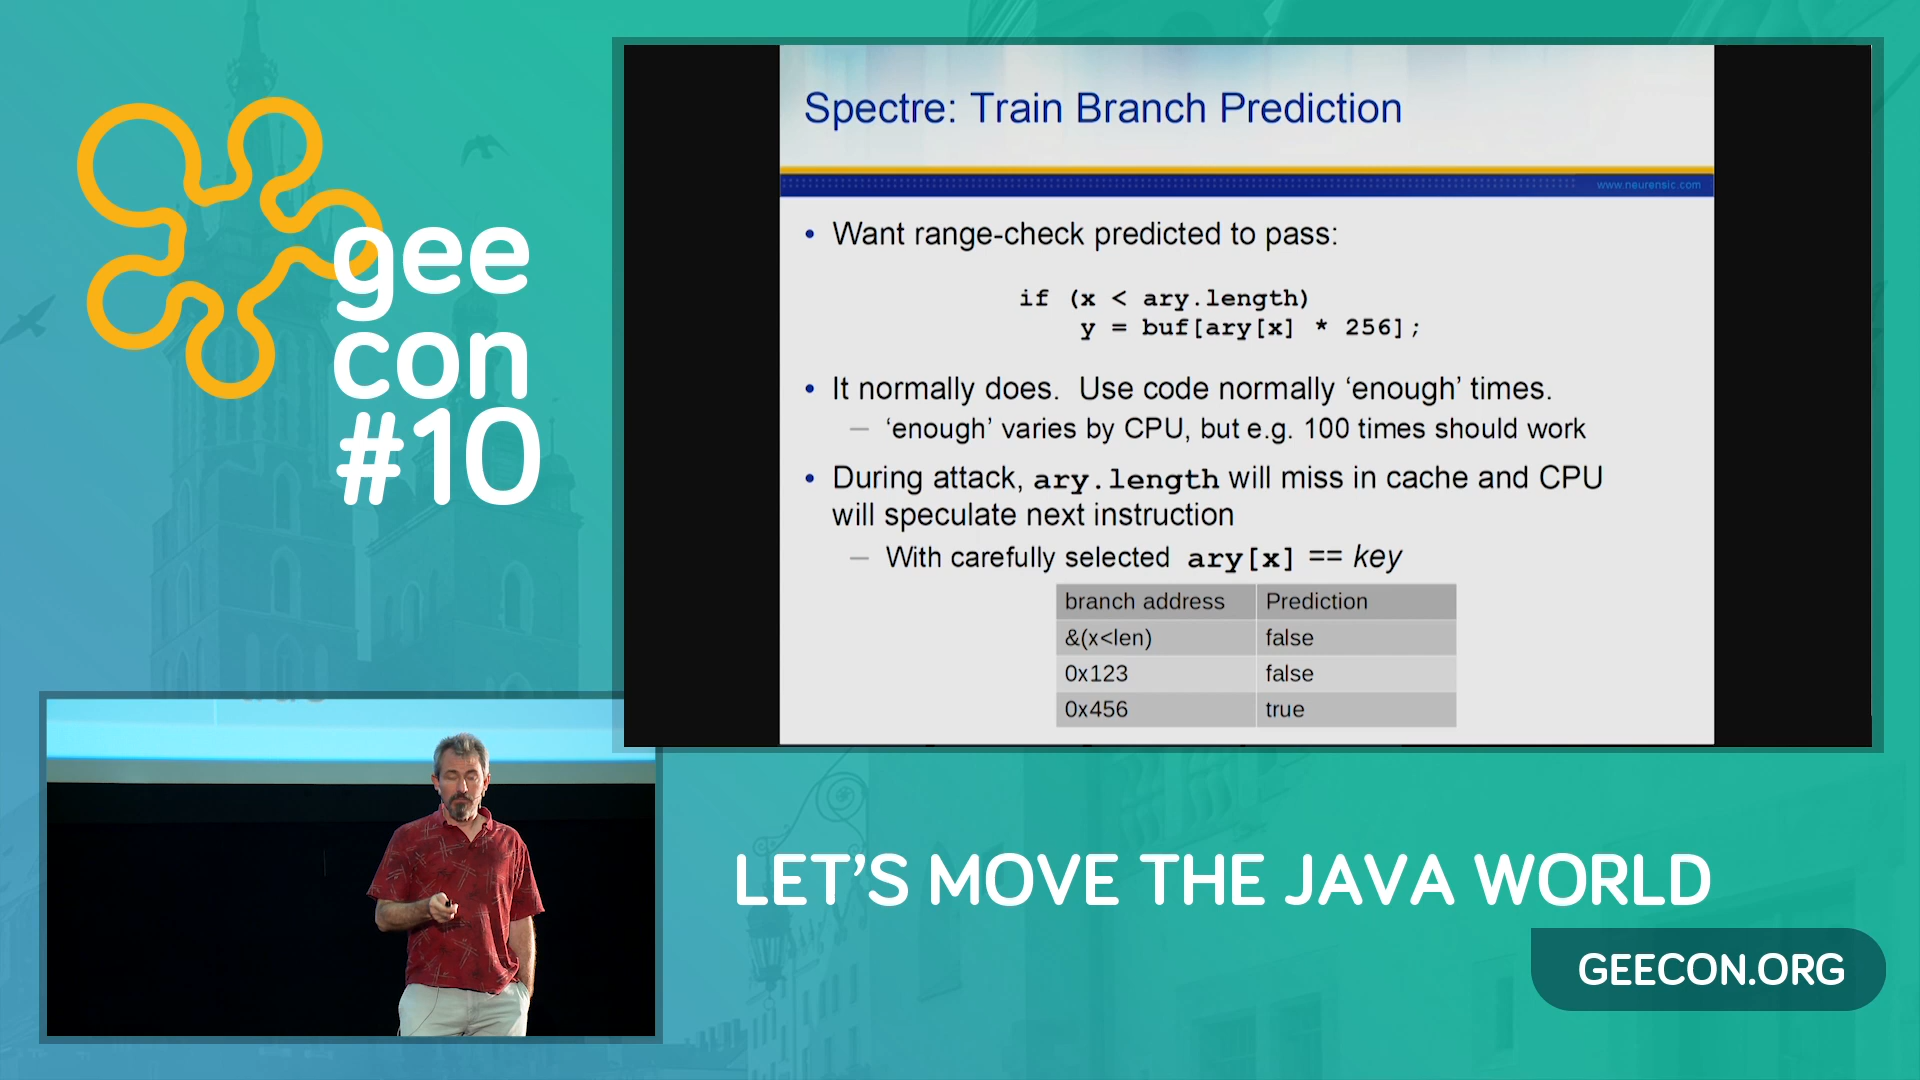 gee
con
#10
Spectre: Train Branch Prediction
www.neurensic.com
• Want range-check predicted to pass:
if (x < ary.length)
y = buf[ary[x] * 256];
• It normally does. Use code normally ‘enough’ times.
– ‘enough’ varies by CPU, but e.g. 100 times should work
• During attack, ary.length will miss in cache and CPU
will speculate next instruction
– With carefully selected ary[x] == key
branch address Prediction
&(x<len) false
0x123 false
0x456 true
LET’S MOVE THE JAVA WORLD
GEECON.ORG